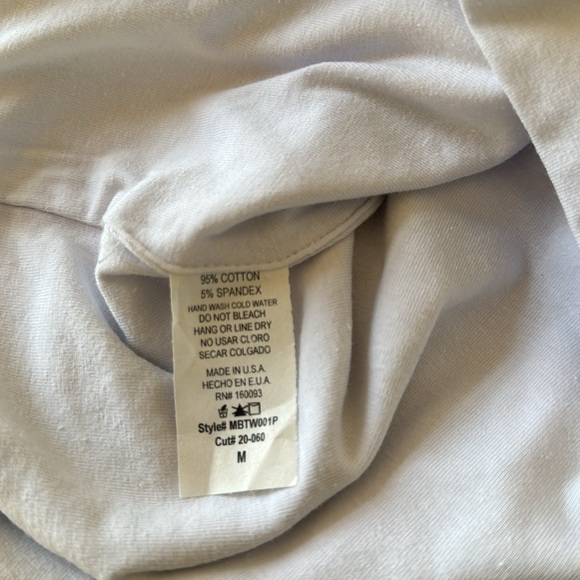 95% COTTON
5% SPANDEX
HAND WASH COLD WATER
DO NOT BLEACH
HANG OR LINE DRY
NO USAR CLORO
SECAR COLGADO
MADE IN U.S.A.
HECHO EN E.U.A.
RN# 160093
Style# MBTW001P
Cut# 20-060
M